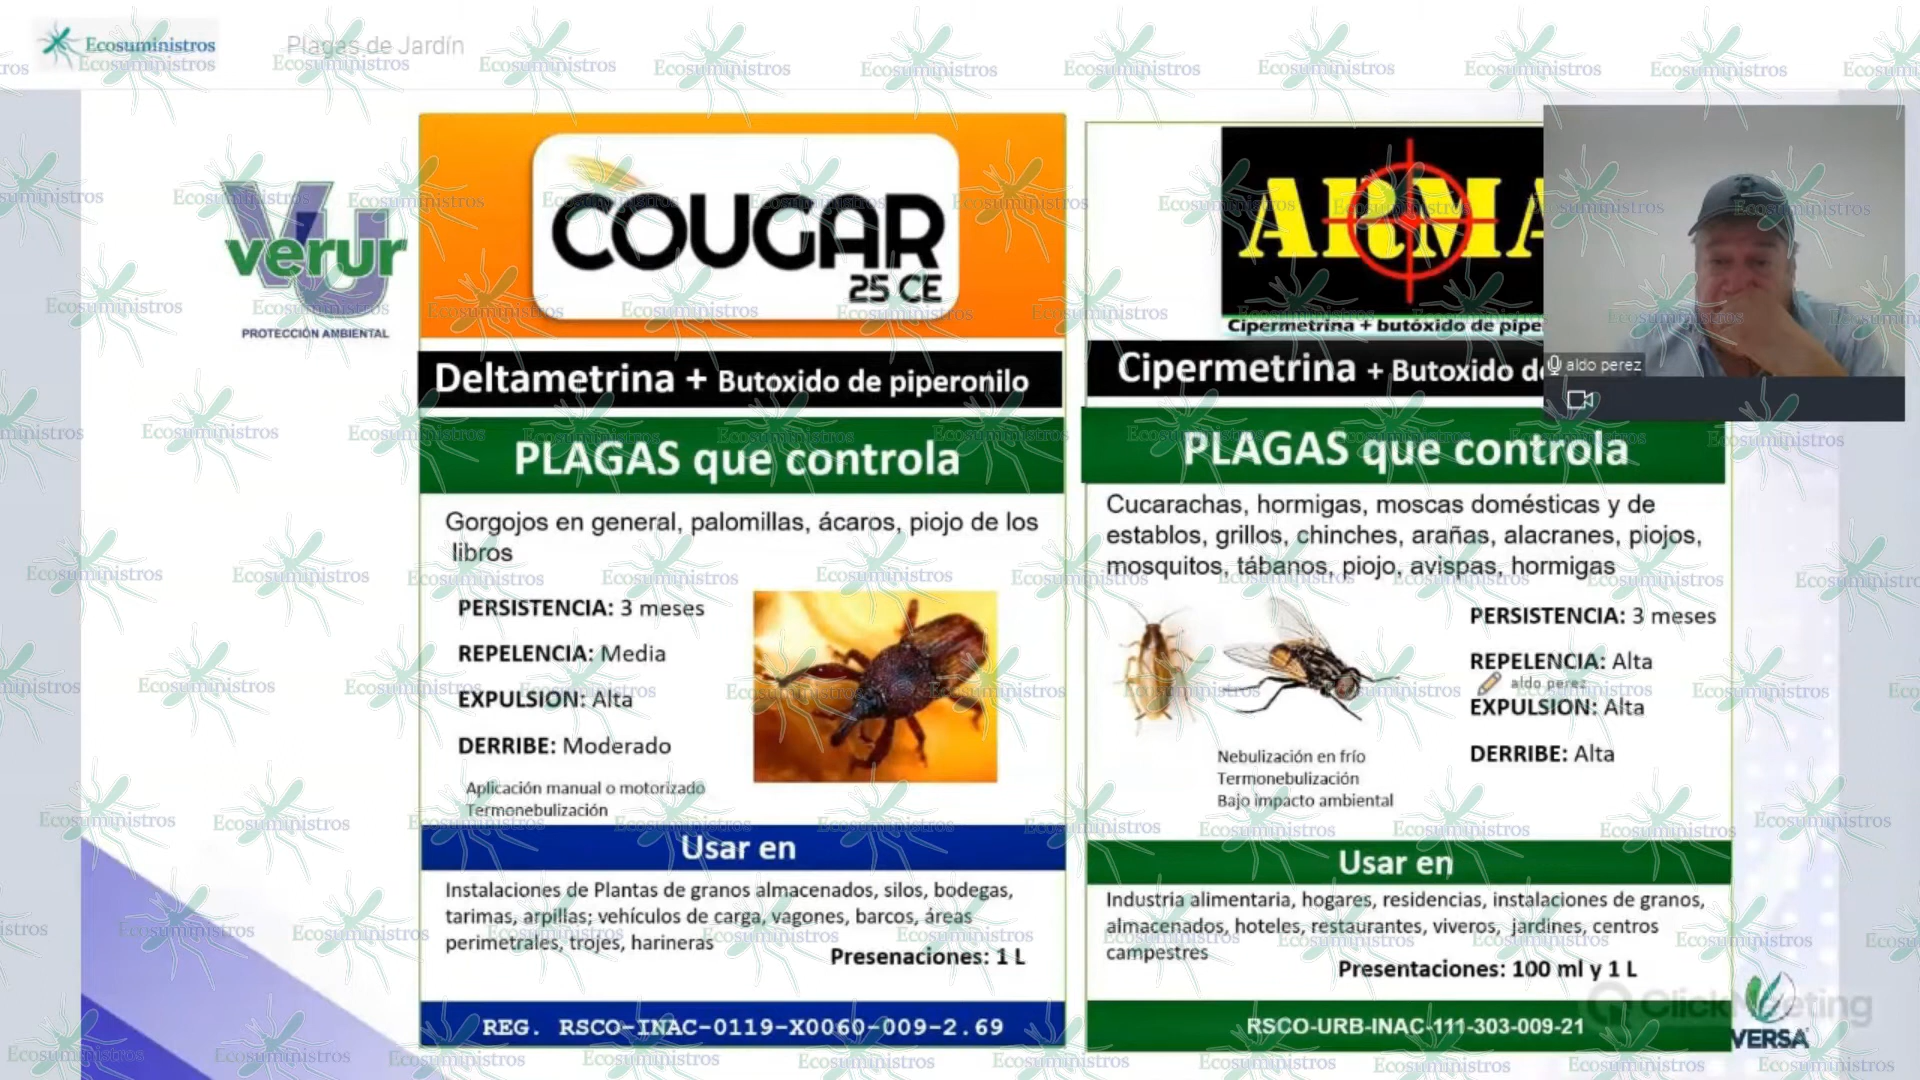 Ecosuministros
Plagas de Jardín
verur
PROTECCIÓN AMBIENTAL
COUGAR
25 CE
Deltametrina + Butoxido de piperonilo
PLAGAS que controla
Gorgojos en general, palomillas, ácaros, piojo de los
libros
PERSISTENCIA: 3 meses
REPELENCIA: Media
EXPULSION: Alta
DERRIBE: Moderado
Aplicación manual o motorizado
Termonebulización
Usar en
Instalaciones de Plantas de granos almacenados, silos, bodegas,
tarimas, arpillas; vehículos de carga, vagones, barcos, áreas
perimetrales, trojes, harineras
Presenaciones: 1 L
REG. RSCO-INAC-0119-X0060-009-2.69
ARMA
Cipermetrina + butóxido de pipe
Cipermetrina + Butoxido d
aldo perez
PLAGAS que controla
Cucarachas, hormigas, moscas domésticas y de
establos, grillos, chinches, arañas, alacranes, piojos,
mosquitos, tábanos, piojo, avispas, hormigas
PERSISTENCIA: 3 meses
REPELENCIA: Alta
aldo perez
EXPULSION: Alta
DERRIBE: Alta
Nebulización en frío
Termonebulización
Bajo impacto ambiental
Usar en
Industria alimentaria, hogares, residencias, instalaciones de granos,
almacenados, hoteles, restaurantes, viveros, jardines, centros
campestres
Presentaciones: 100 ml y 1 L
RSCO-URB-INAC-111-303-009-21
ClickMeeting
VERSA